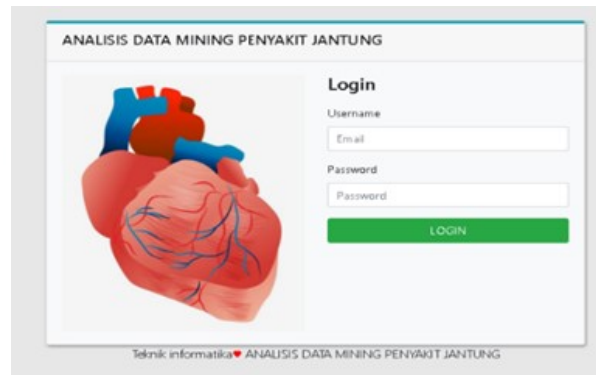 ANALISIS DATA MINING PENYAKIT JANTUNG
Login
Username
Email
Password
Password
LOGIN
Teknik informatika♥ ANALISIS DATA MINING PENYAKIT JANTUNG